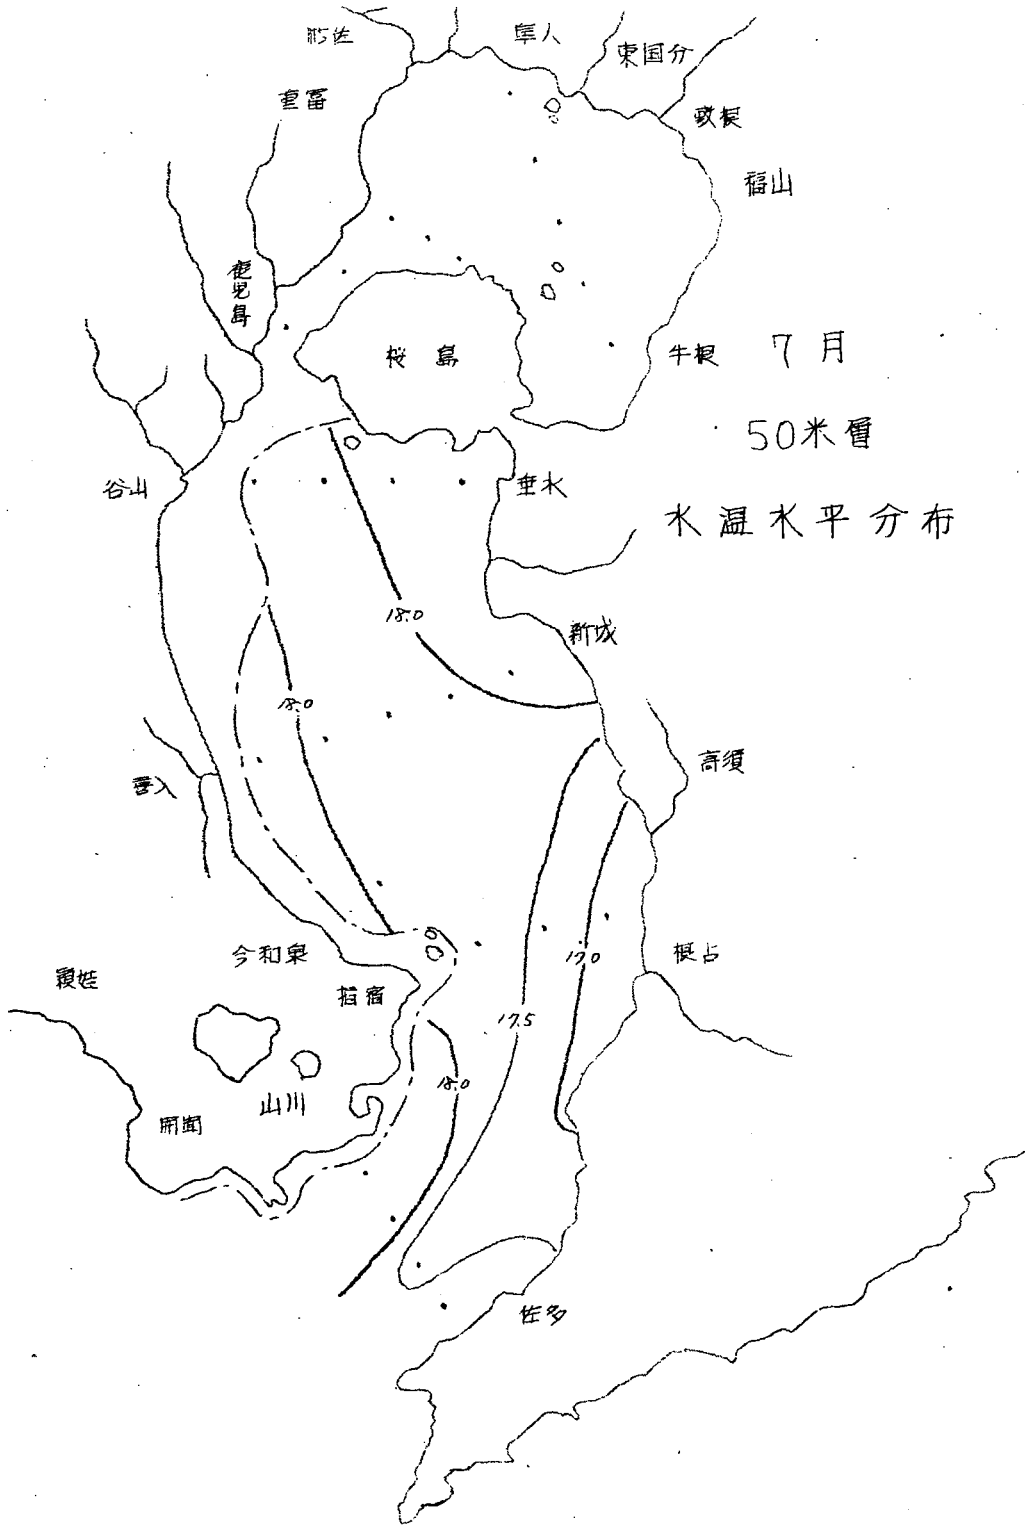 隼人
東国分
重富
敷根
福山
鹿児島
桜島
牛根
7月
50米層
水温水平分布
谷山
垂水
18.0
新城
18.0
高須
喜入
今和泉
根占
17.0
頴娃
指宿
17.5
18.0
山川
開聞
佐多